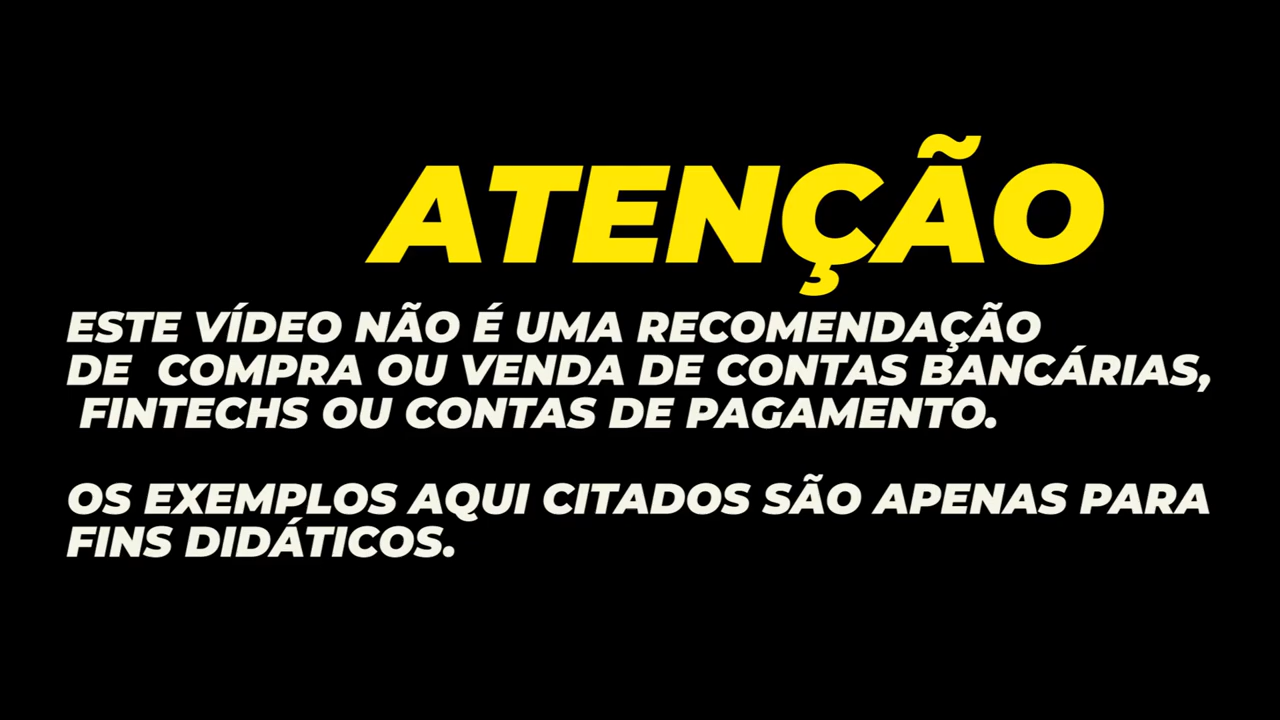 ATENÇÃO
ESTE VÍDEO NÃO É UMA RECOMENDAÇÃO
DE  COMPRA OU VENDA DE CONTAS BANCÁRIAS,
FINTECHS OU CONTAS DE PAGAMENTO.
OS EXEMPLOS AQUI CITADOS SÃO APENAS PARA
FINS DIDÁTICOS.